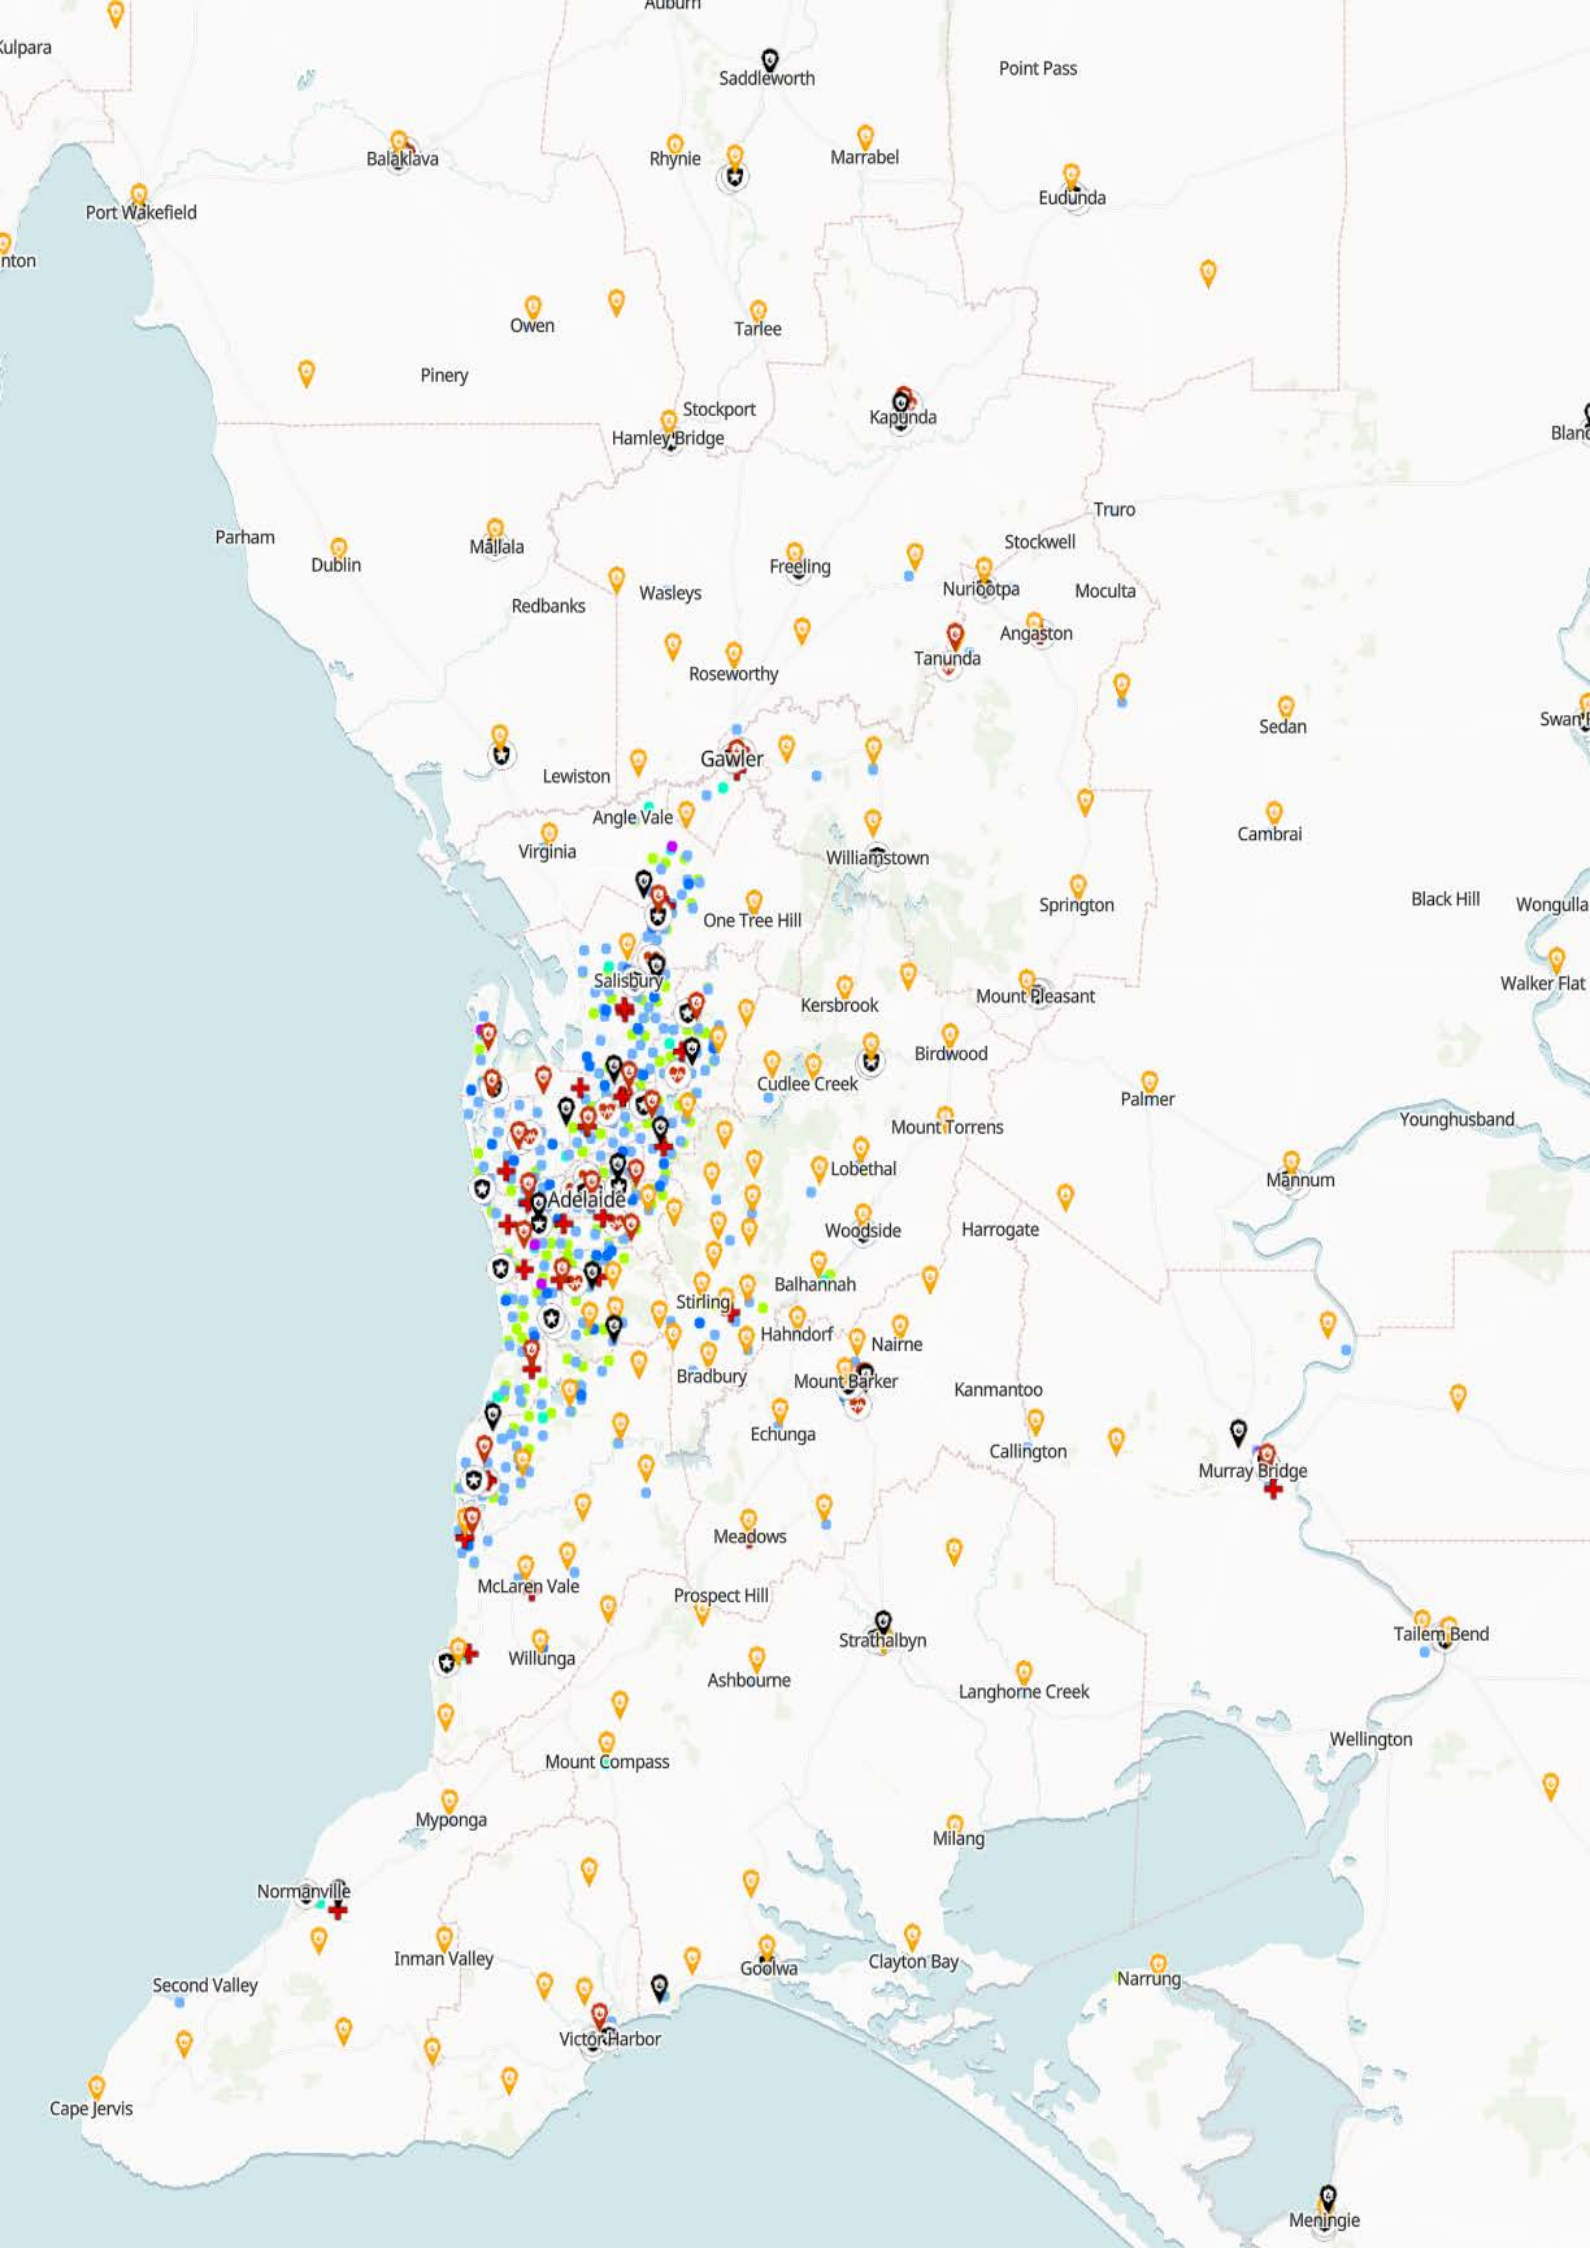 Auburn
Kulpara
Saddleworth
Point Pass
Balaklava
Rhynie
Marrabel
Eudunda
Port Wakefield
nton
Owen
Tarlee
Pinery
Stockport
Kapunda
Hamley Bridge
Blanc
Truro
Parham
Mallala
Stockwell
Dublin
Freeling
Nuriootpa
Moculta
Wasleys
Redbanks
Angaston
Tanunda
Roseworthy
Sedan
Swan R
Gawler
Lewiston
Angle Vale
Cambrai
Virginia
Williamstown
Black Hill
Wongulla
Springton
One Tree Hill
Salisbury
Walker Flat
Kersbrook
Mount Pleasant
Birdwood
Cudlee Creek
Palmer
Younghusband
Mount Torrens
Lobethal
Mannum
Adelaide
Woodside
Harrogate
Balhannah
Stirling
Hahndorf
Nairne
Bradbury
Mount Barker
Kanmantoo
Echunga
Callington
Murray Bridge
Meadows
McLaren Vale
Prospect Hill
Tailem Bend
Strathalbyn
Willunga
Ashbourne
Langhorne Creek
Wellington
Mount Compass
Myponga
Milang
Normanville
Inman Valley
Goolwa
Clayton Bay
Narrung
Second Valley
Victor Harbor
Cape Jervis
Meningie